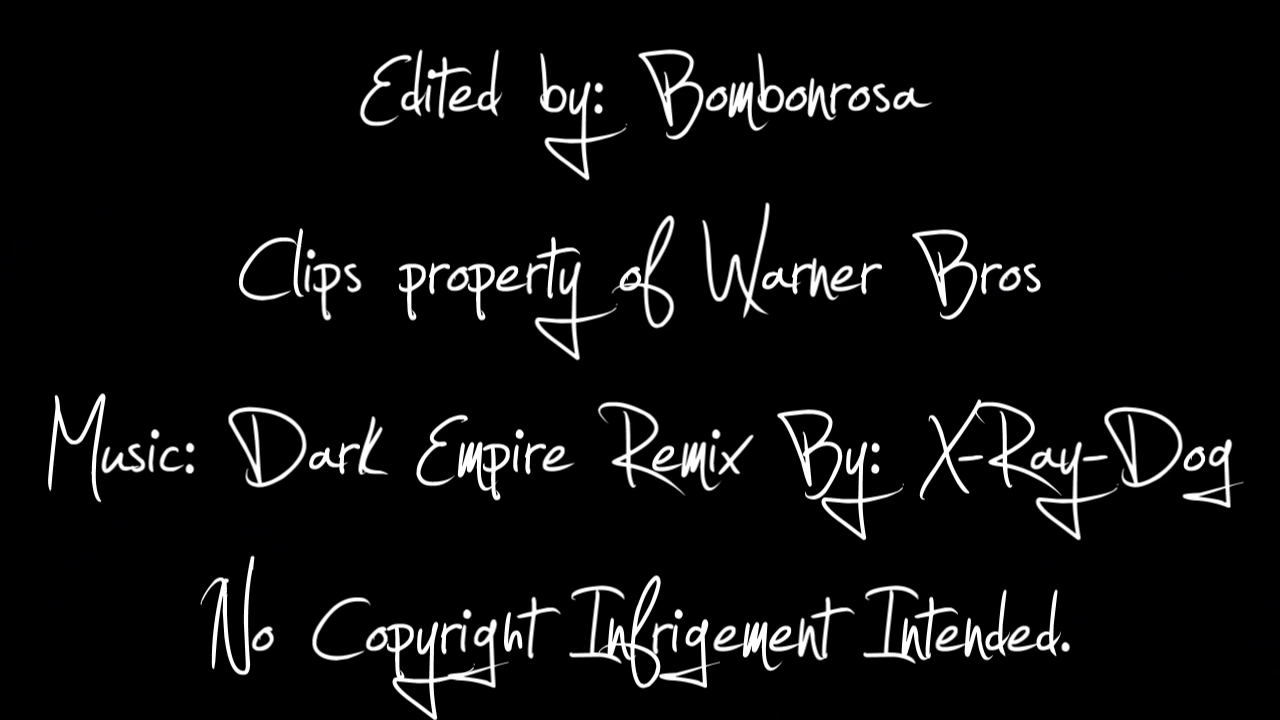 Edited by: Bombonrosa
Clips property of Warner Bros
Music: Dark Empire Remix By: X-Ray-Dog
No Copyright Infrigement Intended.